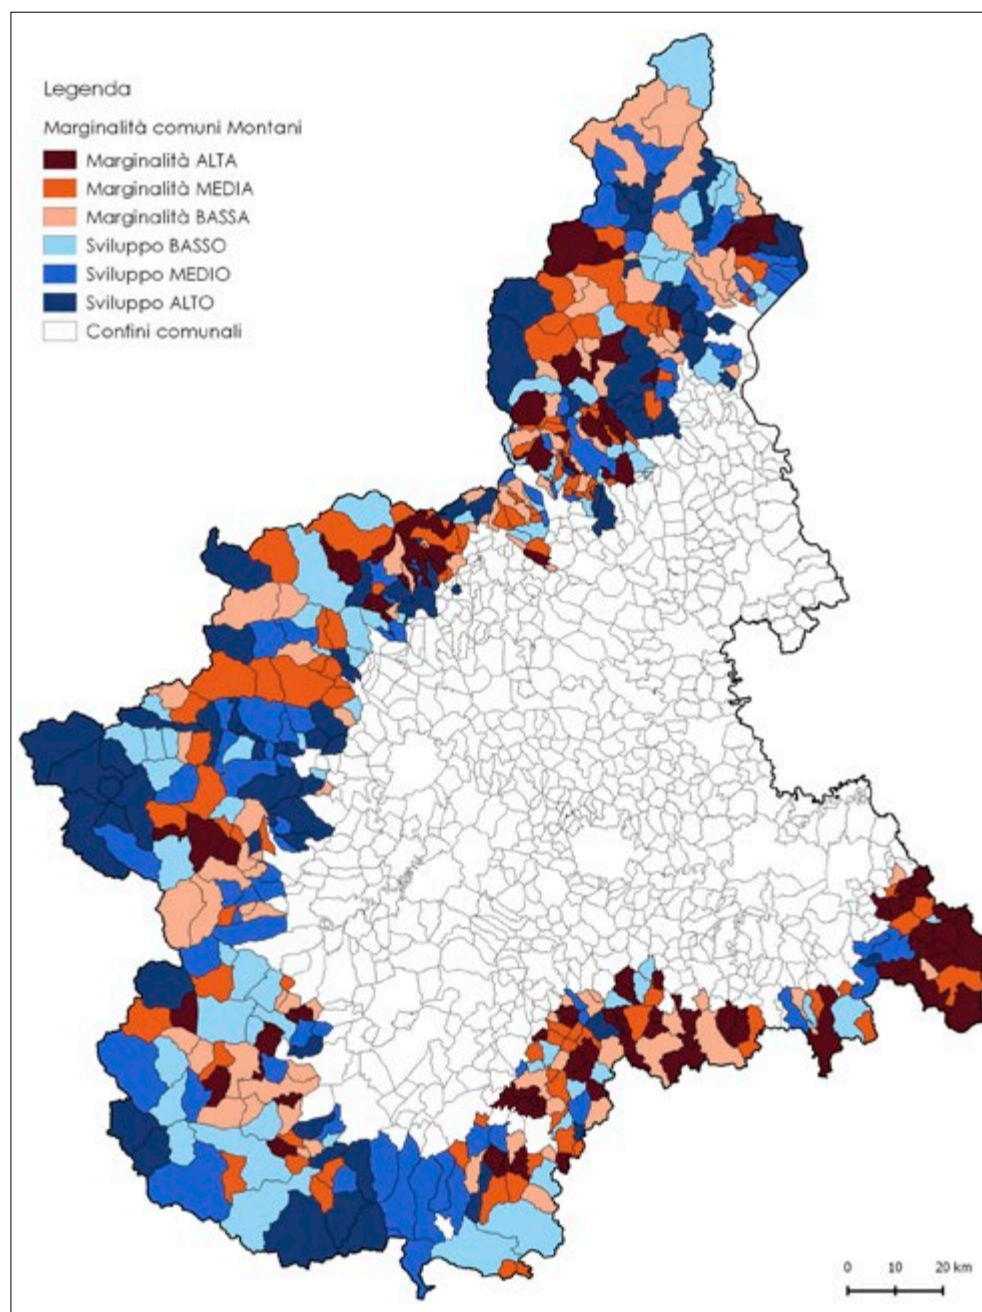 Legenda
Marginalità comuni Montani
Marginalità ALTA
Marginalità MEDIA
Marginalità BASSA
Sviluppo BASSO
Sviluppo MEDIO
Sviluppo ALTO
Confini comunali
0 10 20 km